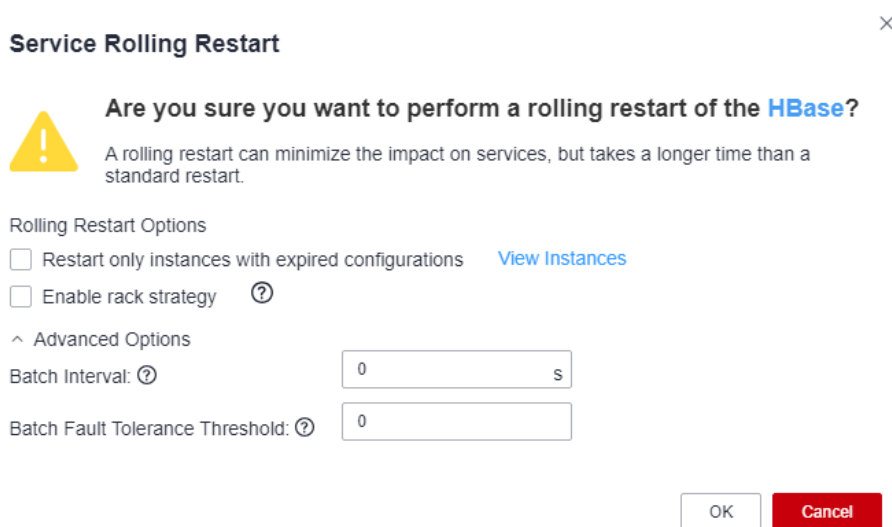 Service Rolling Restart
Are you sure you want to perform a rolling restart of the HBase?
A rolling restart can minimize the impact on services, but takes a longer time than a
standard restart.
Rolling Restart Options
Restart only instances with expired configurations View Instances
Enable rack strategy ?
Advanced Options
Batch Interval: ? 0 s
Batch Fault Tolerance Threshold: ? 0
OK Cancel